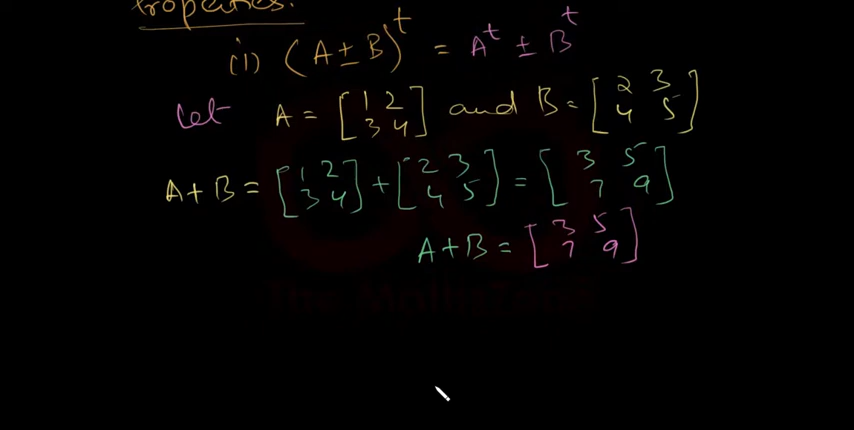 Properties:
(i) (A ± B)^t = A^t ± B^t
Let A = [1 2; 3 4] and B = [2 3; 4 5]
A + B = [1 2; 3 4] + [2 3; 4 5] = [3 5; 7 9]
A + B = [3 5; 7 9]